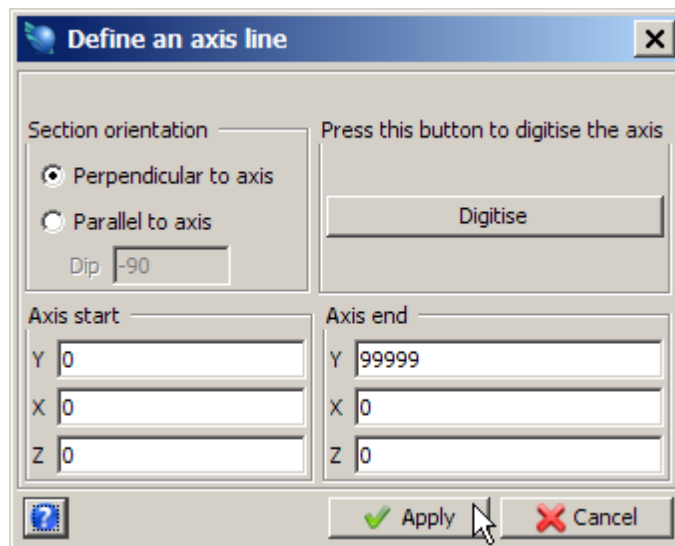 Define an axis line
Section orientation
Perpendicular to axis
Parallel to axis
Dip -90
Press this button to digitise the axis
Digitise
Axis start
Y 0
X 0
Z 0
Axis end
Y 99999
X 0
Z 0
?
Apply
Cancel